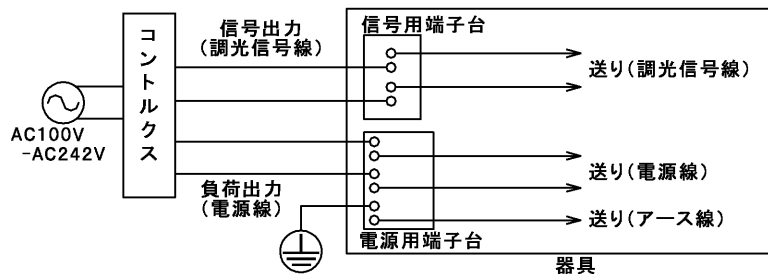 コントルクス
AC100V
-AC242V
信号出力
(調光信号線)
負荷出力
(電源線)
信号用端子台
送り(調光信号線)
送り(電源線)
送り(アース線)
電源用端子台
器具